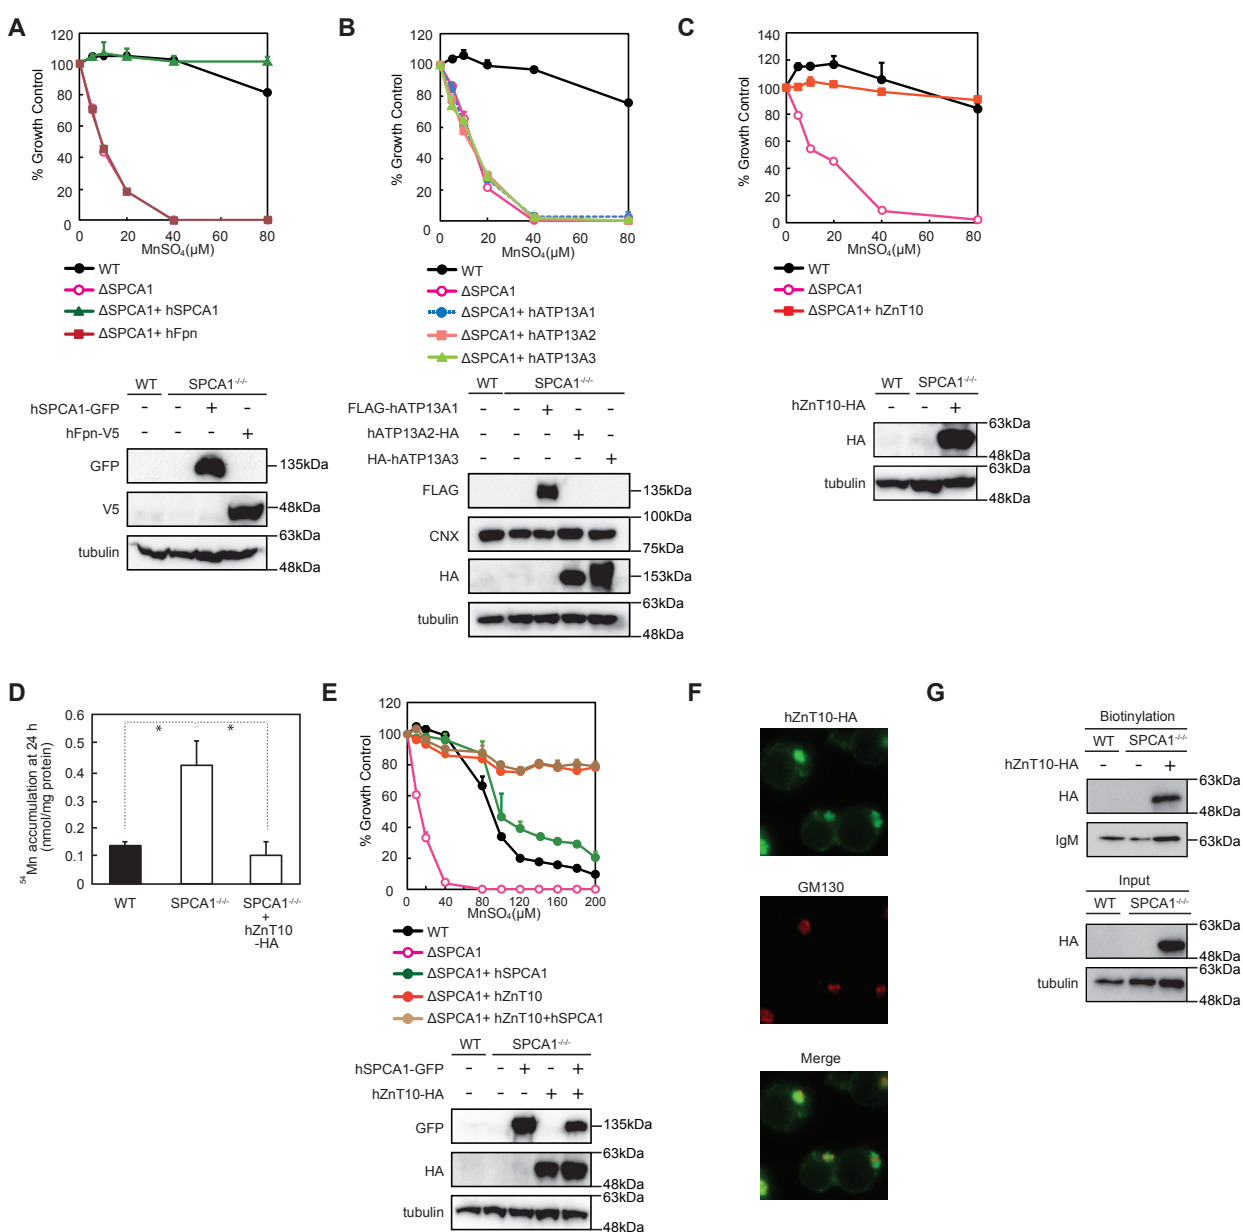 A
120
100
80
60
40
20
0
% Growth Control
0 20 40 60 80
MnSO₄(µM)
WT
ΔSPCA1
ΔSPCA1+ hSPCA1
ΔSPCA1+ hFpn
WT SPCA1-/-/-
hSPCA1-GFP - - + -
hFpn-V5 - - - +
GFP 135kDa
V5 48kDa
63kDa
tubulin
48kDa
B
120
100
80
60
40
20
0
% Growth Control
0 20 40 60 80
MnSO₄(µM)
WT
ΔSPCA1
ΔSPCA1+ hATP13A1
ΔSPCA1+ hATP13A2
ΔSPCA1+ hATP13A3
WT SPCA1-/-/-
FLAG-hATP13A1 - - + - -
hATP13A2-HA - - - + -
HA-hATP13A3 - - - - +
FLAG 135kDa
100kDa
CNX
75kDa
HA 153kDa
63kDa
tubulin
48kDa
C
140
120
100
80
60
40
20
0
% Growth Control
0 20 40 60 80
MnSO₄(µM)
WT
ΔSPCA1
ΔSPCA1+ hZnT10
WT SPCA1-/-/-
hZnT10-HA - - +
63kDa
HA
48kDa
63kDa
tubulin
48kDa
D
0.6
0.5
0.4
0.3
0.2
0.1
0
⁵⁴Mn accumulation at 24 h
(nmol/mg protein)
* *
WT SPCA1-/-/- SPCA1-/-/-
+
hZnT10
-HA
E
120
100
80
60
40
20
0
% Growth Control
0 40 80 120 160 200
MnSO₄(µM)
WT
ΔSPCA1
ΔSPCA1+ hSPCA1
ΔSPCA1+ hZnT10
ΔSPCA1+ hZnT10+hSPCA1
WT SPCA1-/-/-
hSPCA1-GFP - - + - +
hZnT10-HA - - - + +
GFP 135kDa
63kDa
HA
48kDa
63kDa
tubulin
48kDa
F
hZnT10-HA
GM130
Merge
G
Biotinylation
WT SPCA1-/-/-
hZnT10-HA - - +
63kDa
HA
48kDa
IgM 63kDa
Input
WT SPCA1-/-/-
63kDa
HA
48kDa
63kDa
tubulin
48kDa